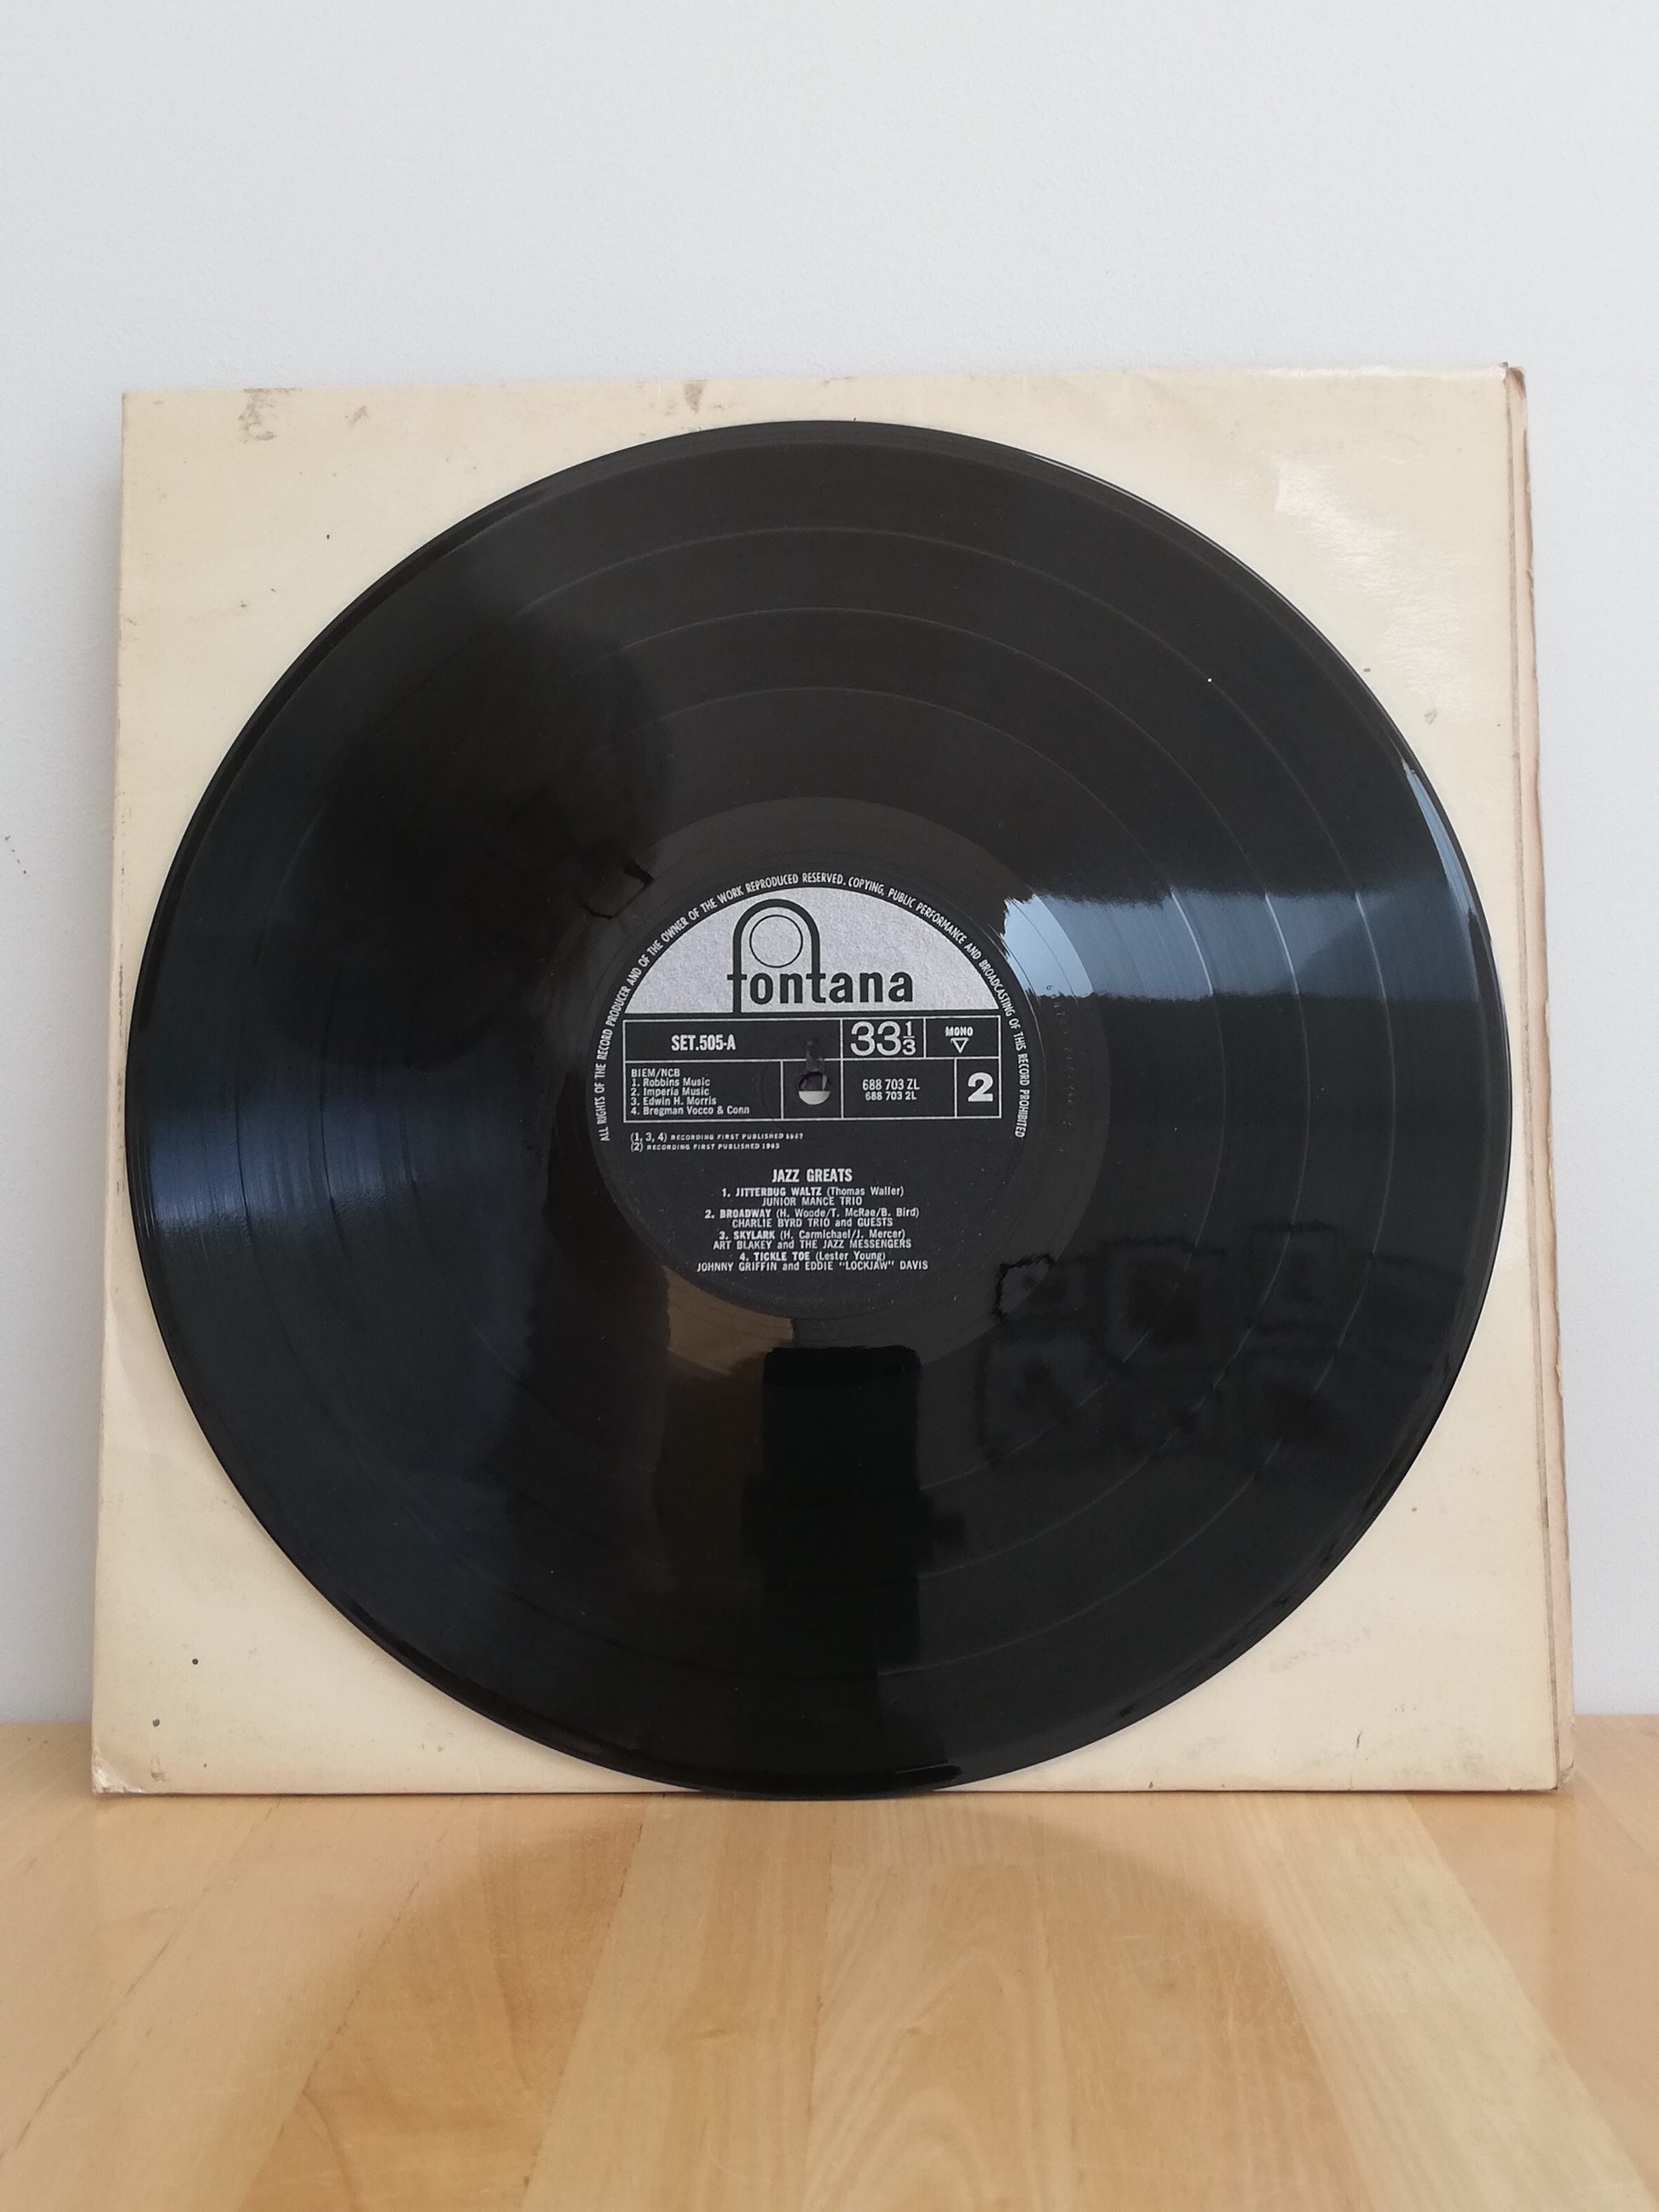 ALL RIGHTS OF THE RECORD PRODUCER AND OF THE OWNER OF THE WORK REPRODUCED RESERVED. COPYING, PUBLIC PERFORMANCE AND BROADCASTING OF THIS RECORD PROHIBITED
fontana
SET.505-A
33 1/3
MONO
BIEM/NCB
1. Robbins Music
2. Imperia Music
3. Edwin H. Morris
4. Bregman Vocco & Conn
688 703 ZL
688 703 2L
2
(1, 3, 4) RECORDING FIRST PUBLISHED
(2) RECORDING FIRST PUBLISHED 1963
JAZZ GREATS
1. JITTERBUG WALTZ (Thomas Waller)
JUNIOR MANCE TRIO
2. BROADWAY (H. Woode/T. McRae/B. Bird)
CHARLIE BYRD TRIO and GUESTS
3. SKYLARK (H. Carmichael/J. Mercer)
ART BLAKEY and THE JAZZ MESSENGERS
4. TICKLE TOE (Lester Young)
JOHNNY GRIFFIN and EDDIE "LOCKJAW" DAVIS